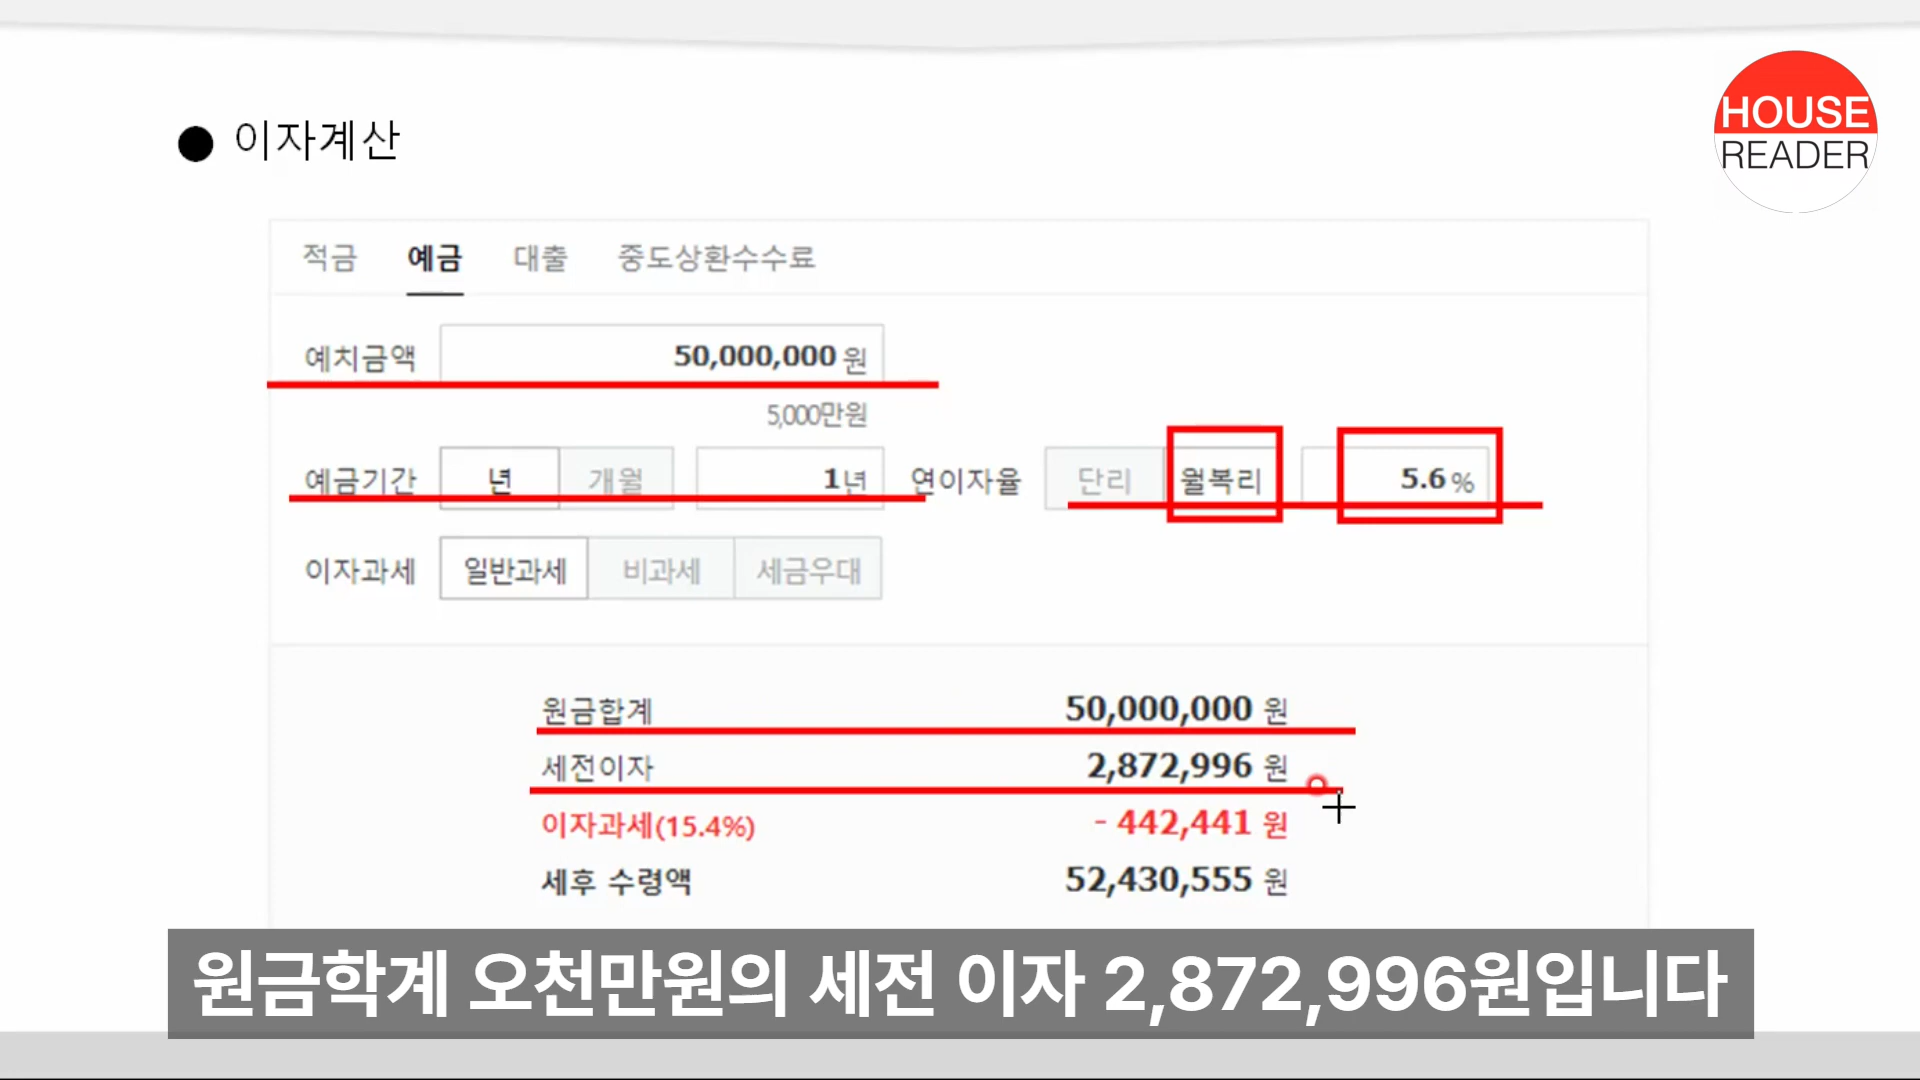 HOUSE
READER
● 이자계산
적금 예금 대출 중도상환수수료
예치금액 50,000,000 원
5,000만원
예금기간 년 개월 1년 연이자율 단리 월복리 5.6 %
이자과세 일반과세 비과세 세금우대
원금합계 50,000,000 원
세전이자 2,872,996 원
이자과세(15.4%) - 442,441 원
세후 수령액 52,430,555 원
원금학계 오천만원의 세전 이자 2,872,996원입니다